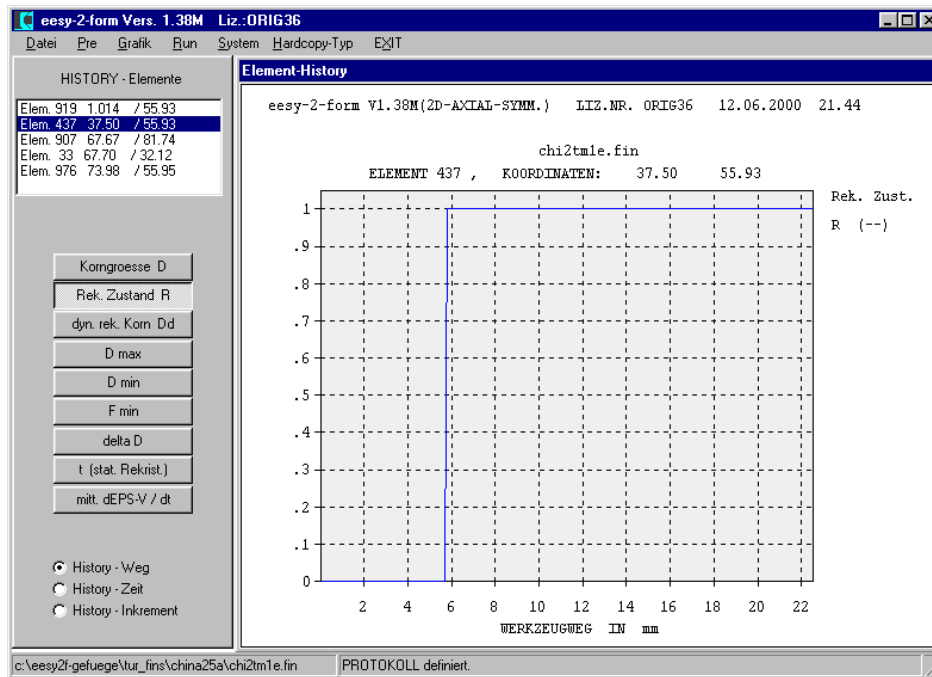 eesy-2-form Vers. 1.38M Liz.:ORIG36
Datei Pre Grafik Run System Hardcopy-Typ EXIT
HISTORY - Elemente
Elem. 919 1.014 / 55.93
Elem. 437 37.50 / 55.93
Elem. 907 67.67 / 81.74
Elem. 33 67.70 / 32.12
Elem. 976 73.98 / 55.95
Korngroesse D
Rek. Zustand R
dyn. rek. Korn Dd
D max
D min
F min
delta D
t (stat. Rekrist.)
mitt. dEPS-V / dt
History - Weg
History - Zeit
History - Inkrement
Element-History
eesy-2-form V1.38M(2D-AXIAL-SYMM.) LIZ.NR. ORIG36 12.06.2000 21.44
chi2tm1e.fin
ELEMENT 437 , KOORDINATEN: 37.50 55.93
Rek. Zust.
R (--)
1
.9
.8
.7
.6
.5
.4
.3
.2
.1
0
2 4 6 8 10 12 14 16 18 20 22
WERKZEUGWEG IN mm
c:\eesy2f-gefuege\tur_fins\china25a\chi2tm1e.fin PROTOKOLL definiert.